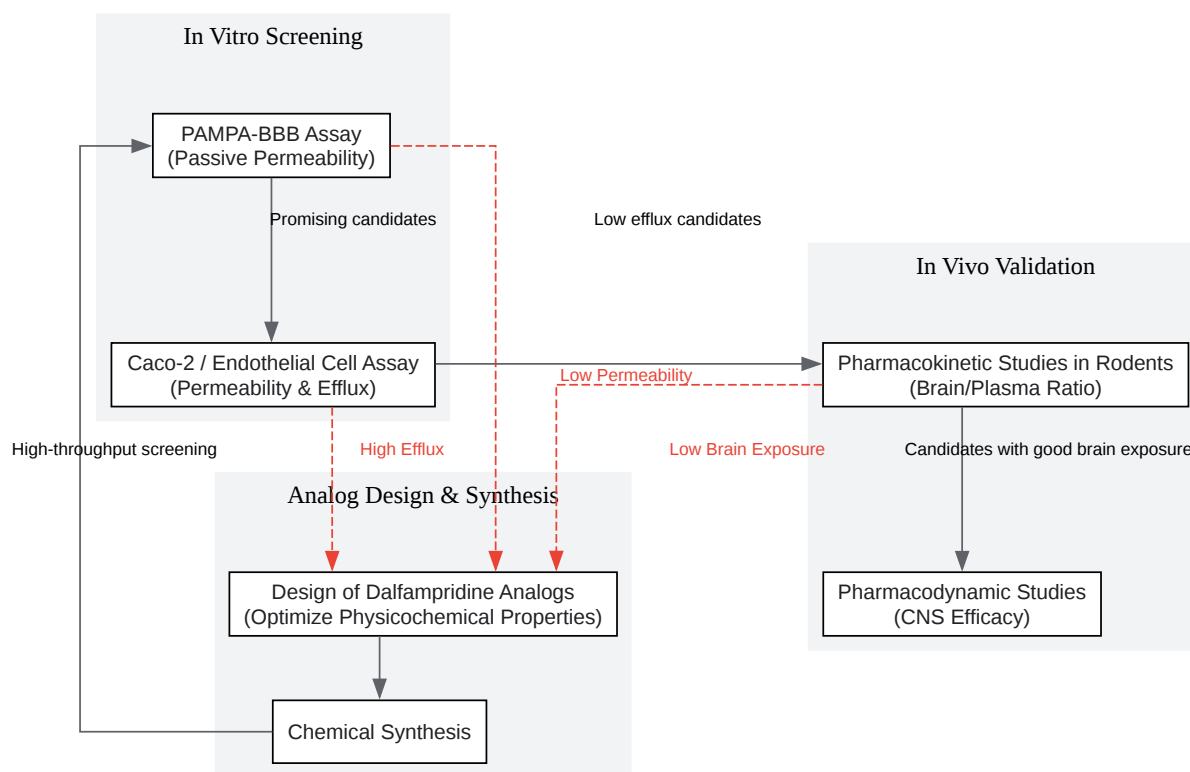 In Vitro Screening
PAMPA-BBB Assay
(Passive Permeability)
Promising candidates
Low efflux candidates
In Vivo Validation
Caco-2 / Endothelial Cell Assay
(Permeability & Efflux)
Low Permeability
Pharmacokinetic Studies in Rodents
(Brain/Plasma Ratio)
High-throughput screening
High Efflux
Low Brain Exposure
Candidates with good brain exposure
Analog Design & Synthesis
Design of Dalfampridine Analogs
(Optimize Physicochemical Properties)
Pharmacodynamic Studies
(CNS Efficacy)
Chemical Synthesis